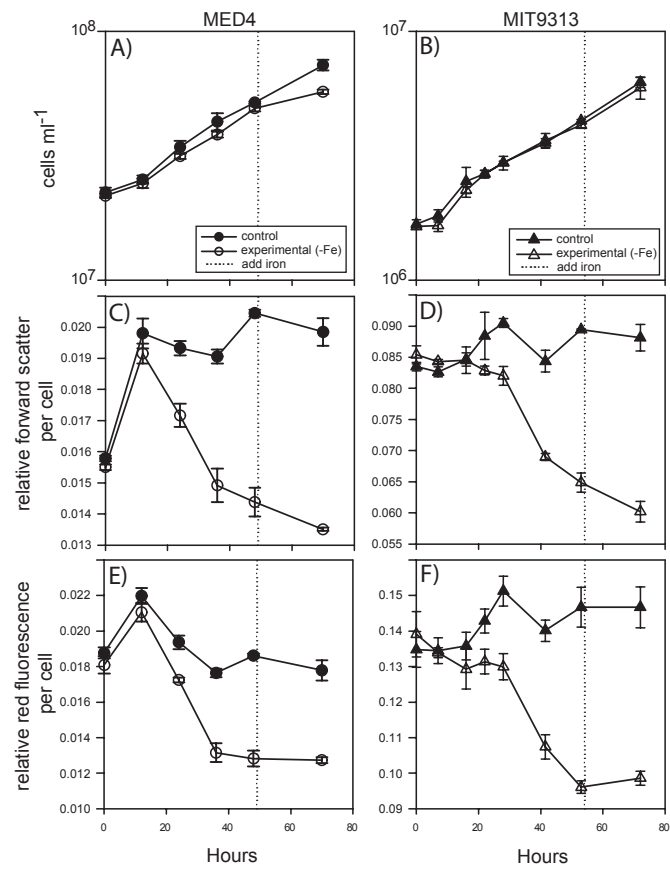 MED4
MIT9313
10⁸
A)
10⁷
B)
cells ml⁻¹
control
experimental (-Fe)
add iron
control
experimental (-Fe)
add iron
10⁷
10⁶
C)
0.020
0.019
0.018
0.017
0.016
0.015
0.014
0.013
relative forward scatter
per cell
D)
0.090
0.085
0.080
0.075
0.070
0.065
0.060
0.055
E)
0.022
0.020
0.018
0.016
0.014
0.012
0.010
relative red fluorescence
per cell
F)
0.15
0.14
0.13
0.12
0.11
0.10
0.09
0 20 40 60 80
0 20 40 60 80
Hours
Hours